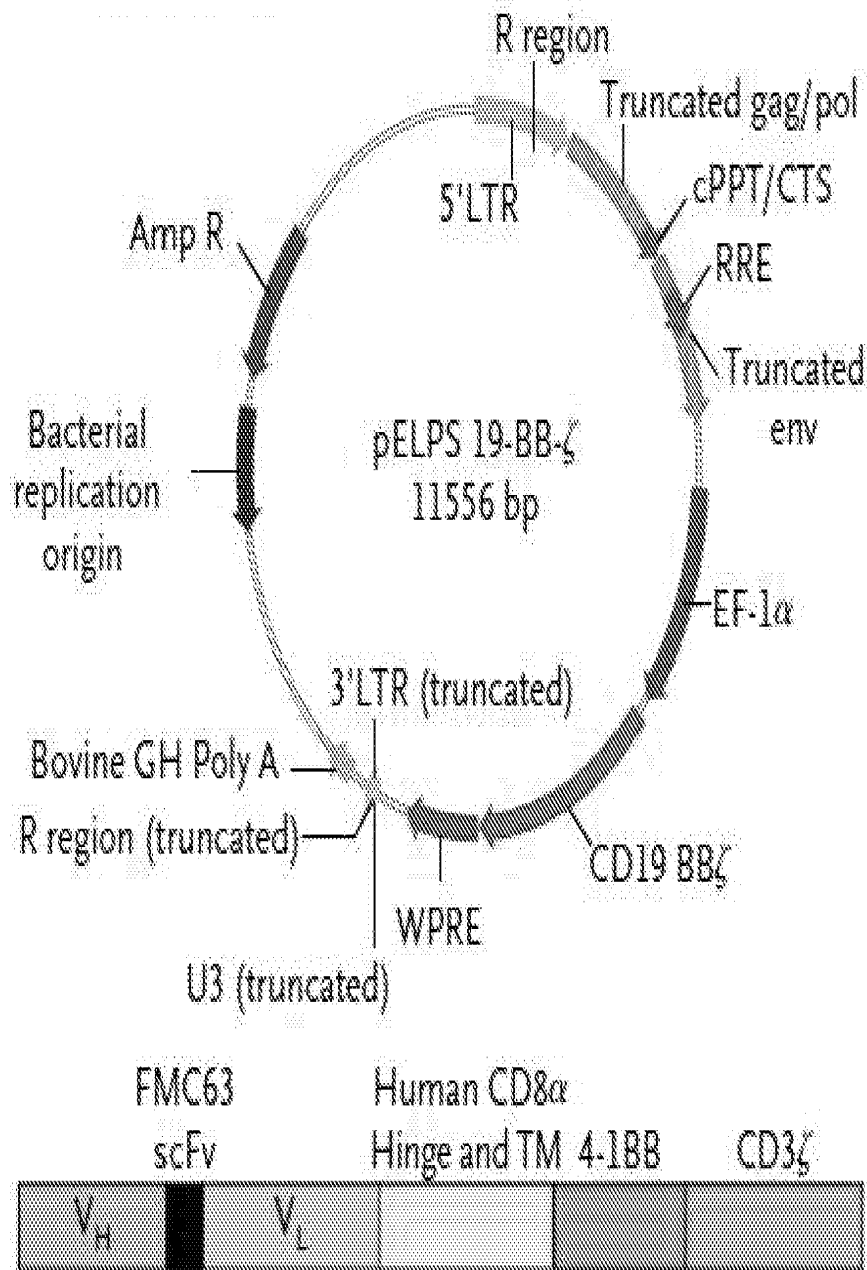 R region
Truncated gag/pol
cPPT/CTS
5'LTR
Amp R
RRE
Truncated
env
pELPS 19-BB-ζ
11556 bp
Bacterial
replication
origin
EF-1α
3'LTR (truncated)
Bovine GH Poly A
R region (truncated)
CD19 BBζ
WPRE
U3 (truncated)
FMC63
scFv
Human CD8α
Hinge and TM
4-1BB
CD3ζ
VH
VL